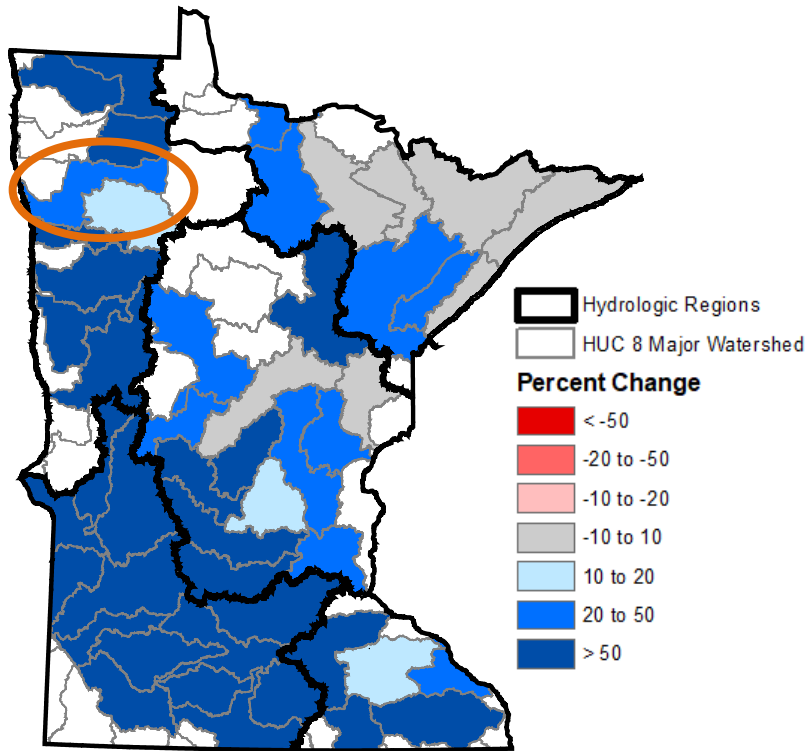 Hydrologic Regions
HUC 8 Major Watershed
Percent Change
< -50
-20 to -50
-10 to -20
-10 to 10
10 to 20
20 to 50
> 50